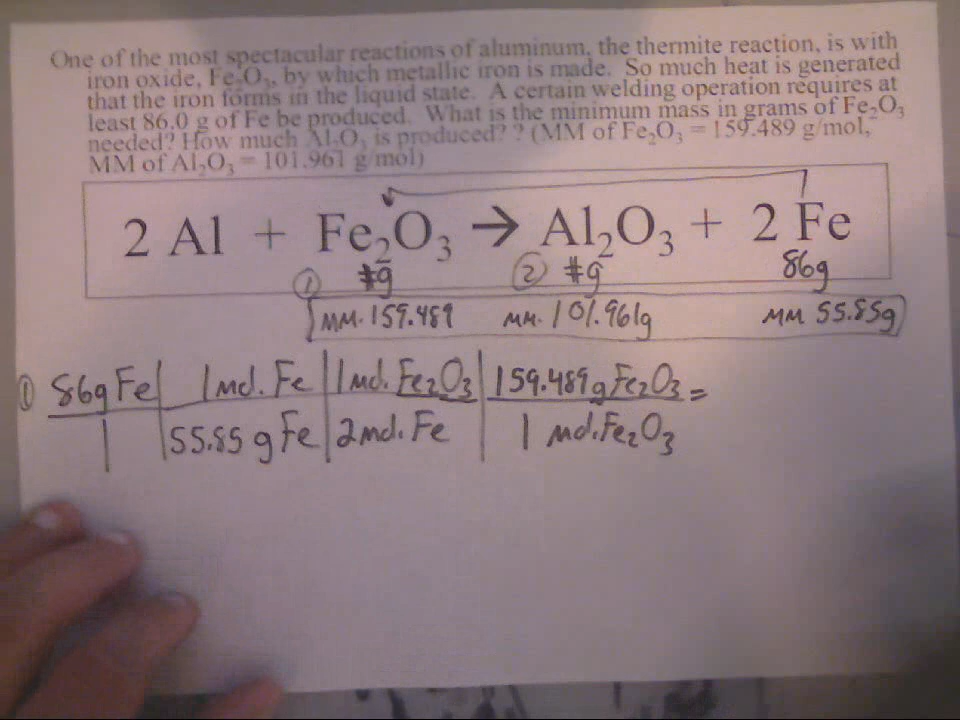 One of the most spectacular reactions of aluminum, the thermite reaction, is with
iron oxide, Fe₂O₃, by which metallic iron is made. So much heat is generated
that the iron forms in the liquid state. A certain welding operation requires at
least 86.0 g of Fe be produced. What is the minimum mass in grams of Fe₂O₃
needed? How much Al₂O₃ is produced? ? (MM of Fe₂O₃ = 159.489 g/mol,
MM of Al₂O₃ = 101.961 g/mol)
2 Al + Fe₂O₃ → Al₂O₃ + 2 Fe
① #g ② #g 86g
MM. 159.489 MM. 101.961g MM 55.85g
① 86g Fe | 1 mol. Fe | 1 mol. Fe₂O₃ | 159.489 g Fe₂O₃ =
1 | 55.85 g Fe | 2 mol. Fe | 1 mol. Fe₂O₃